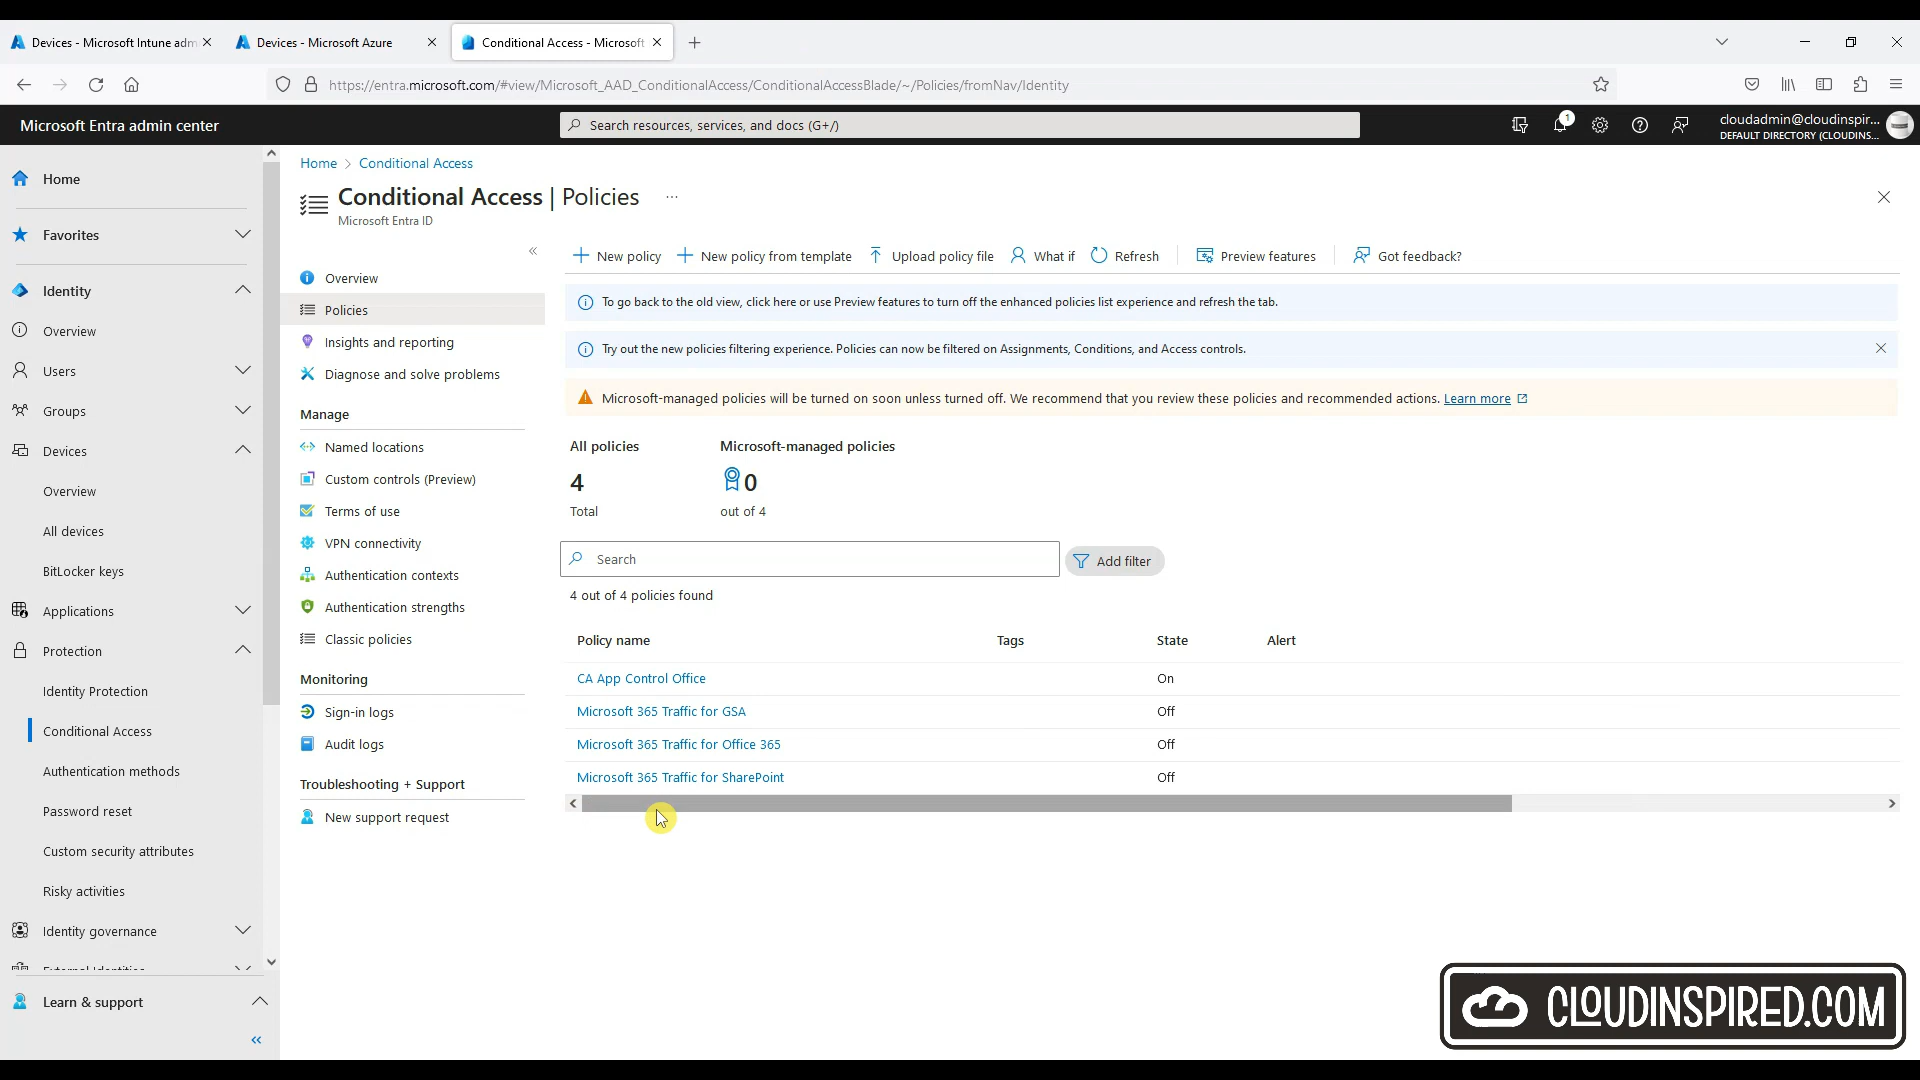 Devices - Microsoft Intune adm
Devices - Microsoft Azure
Conditional Access - Microsoft
https://entra.microsoft.com/#view/Microsoft_AAD_ConditionalAccess/ConditionalAccessBlade/~/Policies/fromNav/Identity
Microsoft Entra admin center
Search resources, services, and docs (G+/)
1
cloudadmin@cloudinspir...
DEFAULT DIRECTORY (CLOUDINS...
Home
Favorites
Identity
Overview
Users
Groups
Devices
Overview
All devices
BitLocker keys
Applications
Protection
Identity Protection
Conditional Access
Authentication methods
Password reset
Custom security attributes
Risky activities
Identity governance
External Identities
Learn & support
Home > Conditional Access
Conditional Access | Policies ...
Microsoft Entra ID
Overview
Policies
Insights and reporting
Diagnose and solve problems
Manage
Named locations
Custom controls (Preview)
Terms of use
VPN connectivity
Authentication contexts
Authentication strengths
Classic policies
Monitoring
Sign-in logs
Audit logs
Troubleshooting + Support
New support request
New policy New policy from template Upload policy file What if Refresh Preview features Got feedback?
To go back to the old view, click here or use Preview features to turn off the enhanced policies list experience and refresh the tab.
Try out the new policies filtering experience. Policies can now be filtered on Assignments, Conditions, and Access controls.
Microsoft-managed policies will be turned on soon unless turned off. We recommend that you review these policies and recommended actions. Learn more
All policies Microsoft-managed policies
4 0
Total out of 4
Search Add filter
4 out of 4 policies found
Policy name Tags State Alert
CA App Control Office On
Microsoft 365 Traffic for GSA Off
Microsoft 365 Traffic for Office 365 Off
Microsoft 365 Traffic for SharePoint Off
CLOUDINSPIRED.COM